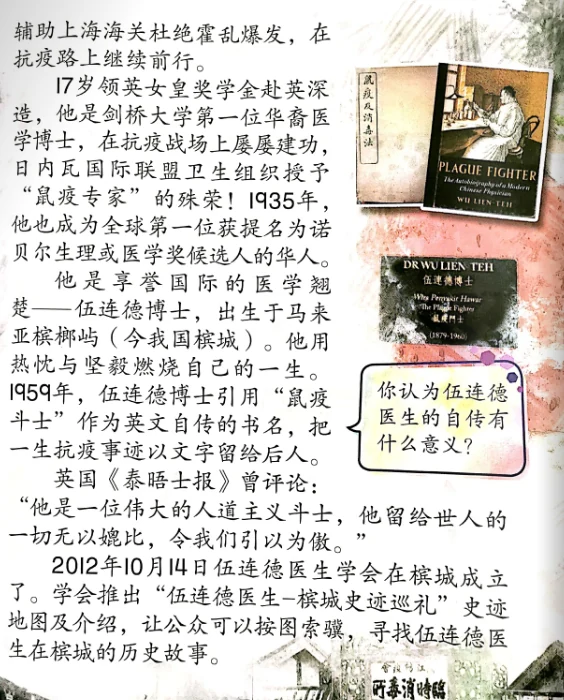 辅助上海海关杜绝霍乱爆发，在
抗疫路上继续前行。
17岁领英女皇奖学金赴英深
造，他是剑桥大学第一位华裔医
学博士，在抗疫战场上屡屡建功，
日内瓦国际联盟卫生组织授予
“鼠疫专家”的殊荣！1935年，
他也成为全球第一位获提名为诺
贝尔生理或医学奖候选人的华人。
他是享誉国际的医学翘
楚——伍连德博士，出生于马来
亚槟榔屿（今我国槟城）。他用
热忱与坚毅燃烧自己的一生。
1959年，伍连德博士引用“鼠疫
斗士”作为英文自传的书名，把
一生抗疫事迹以文字留给后人。
英国《泰晤士报》曾评论：
“他是一位伟大的人道主义斗士，他留给世人的
一切无以媲比，令我们引以为傲。”
2012年10月14日伍连德医生学会在槟城成立
了。学会推出“伍连德医生-槟城史迹巡礼”史迹
地图及介绍，让公众可以按图索骥，寻找伍连德医
生在槟城的历史故事。
鼠疫及消毒法
PLAGUE FIGHTER
The Autobiography of a Modern
Chinese Physician
WU LIEN-TEH
DR WU LIEN TEH
伍連德博士
Wira Penyakit Hawar
The Plague Fighter
鼠疫鬥士
(1879-1960)
你认为伍连德
医生的自传有
什么意义？
所毒消時臨